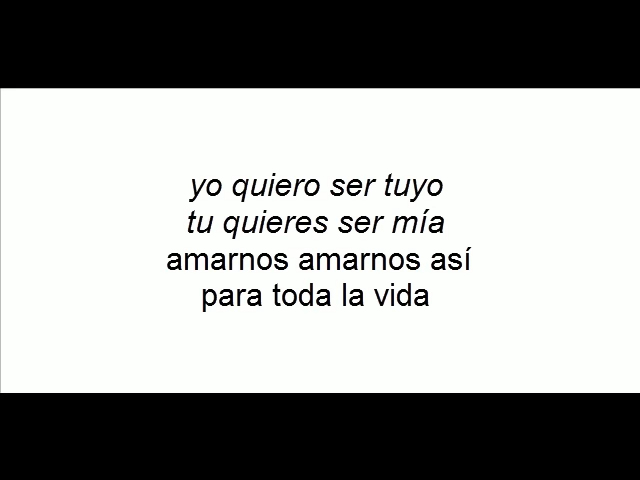 yo quiero ser tuyo
tu quieres ser mía
amarnos amarnos así
para toda la vida